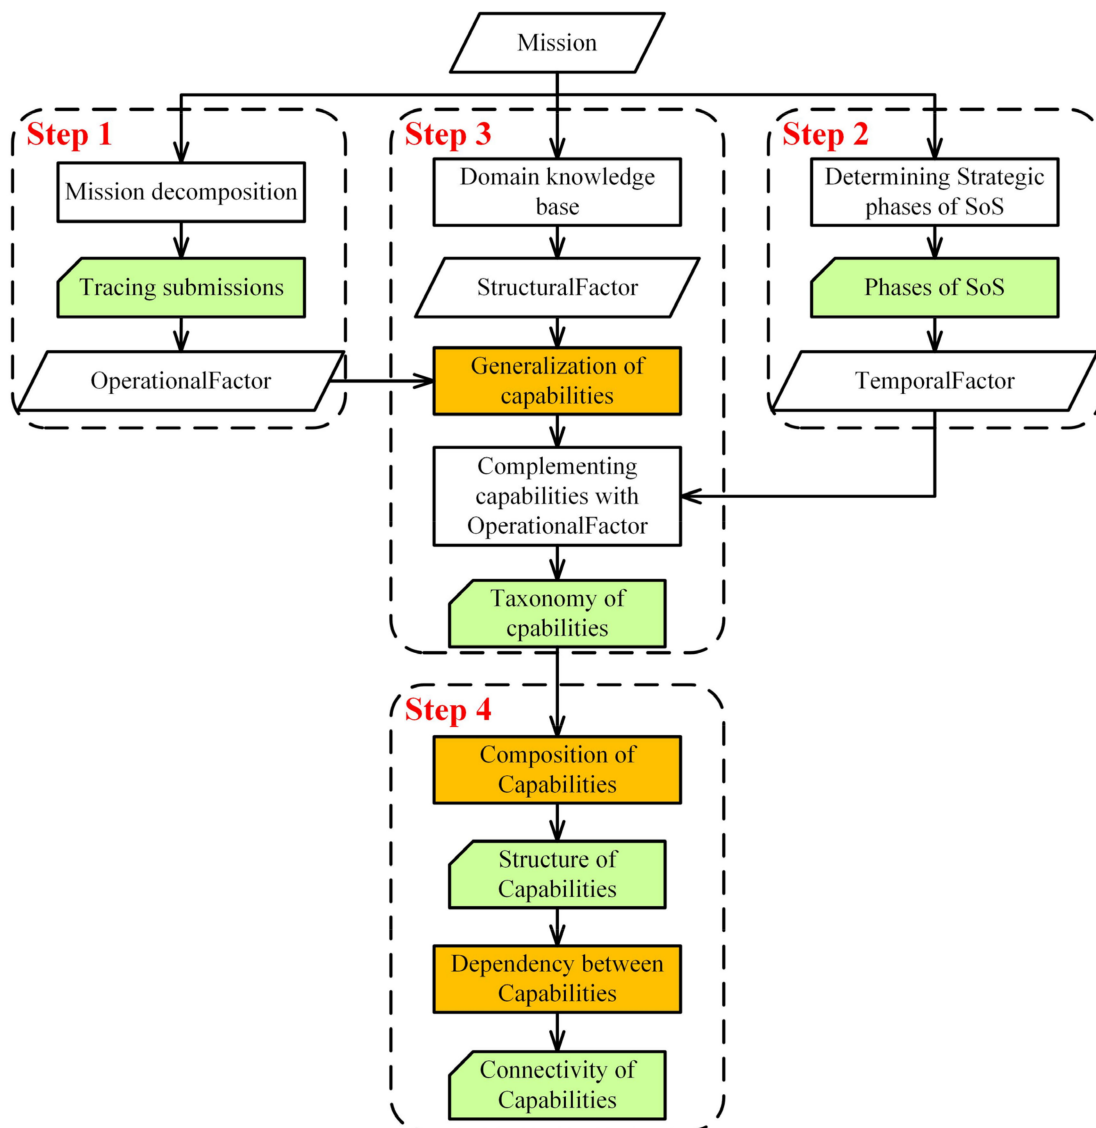 Mission
Step 1
Mission decomposition
Tracing submissions
OperationalFactor
Step 3
Domain knowledge
base
StructuralFactor
Generalization of
capabilities
Complementing
capabilities with
OperationalFactor
Taxonomy of
cpabilities
Step 2
Determining Strategic
phases of SoS
Phases of SoS
TemporalFactor
Step 4
Composition of
Capabilities
Structure of
Capabilities
Dependency between
Capabilities
Connectivity of
Capabilities